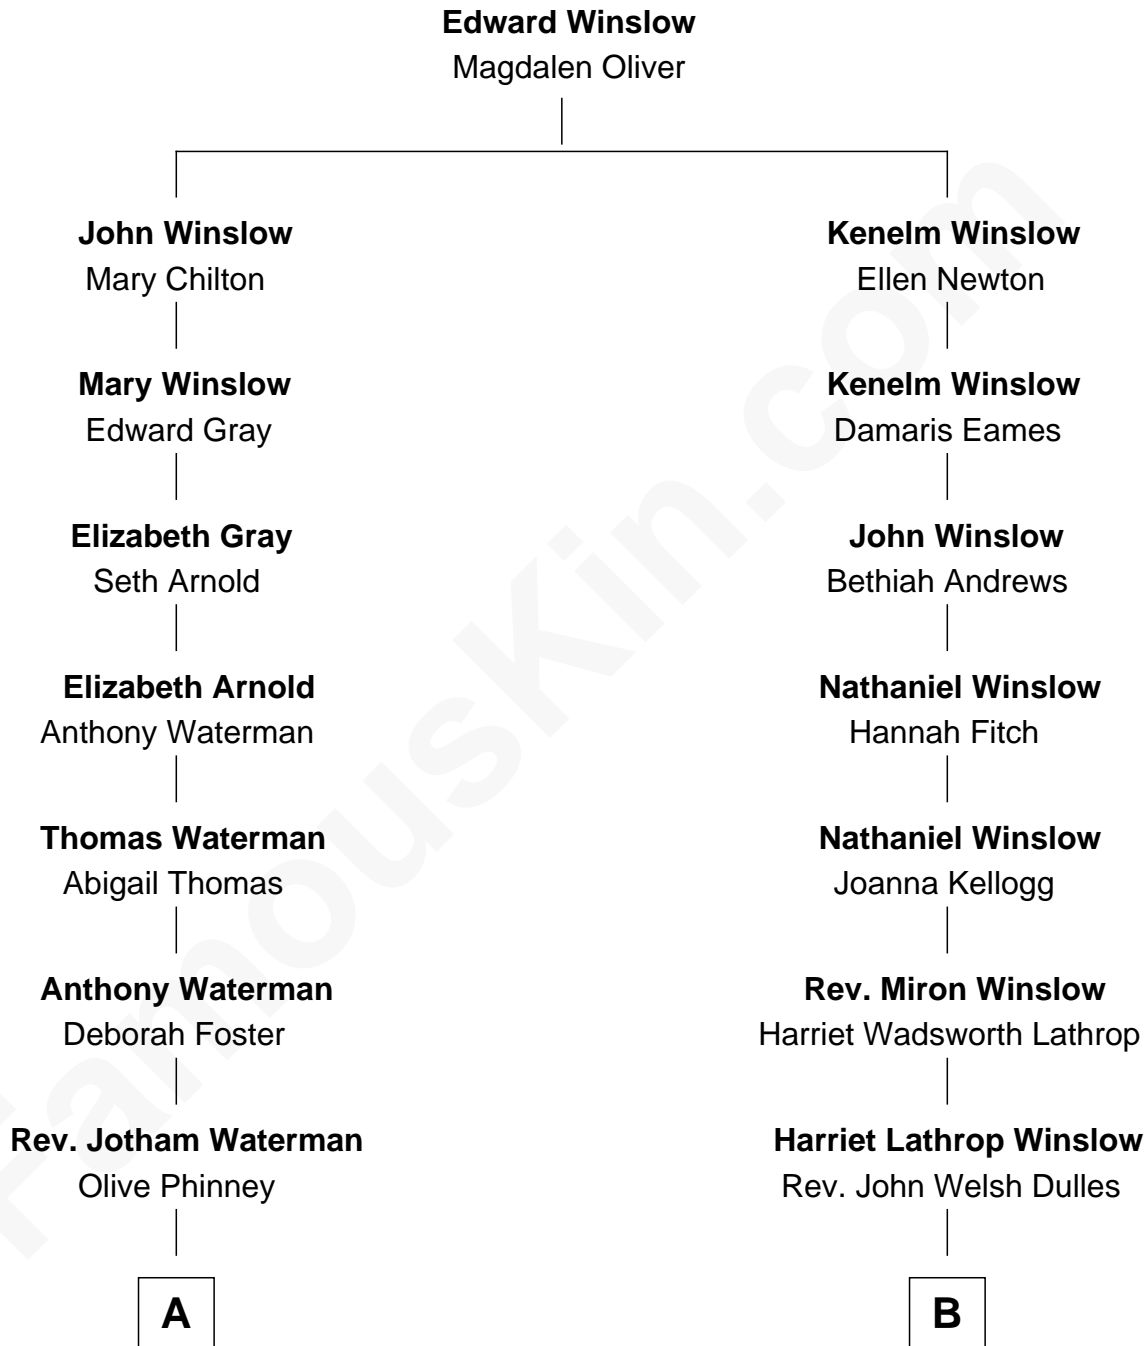 Edward Winslow
Magdalen Oliver
John Winslow
Mary Chilton
Kenelm Winslow
Ellen Newton
Mary Winslow
Edward Gray
Kenelm Winslow
Damaris Eames
Elizabeth Gray
Seth Arnold
John Winslow
Bethiah Andrews
Elizabeth Arnold
Anthony Waterman
Nathaniel Winslow
Hannah Fitch
Thomas Waterman
Abigail Thomas
Nathaniel Winslow
Joanna Kellogg
Anthony Waterman
Deborah Foster
Rev. Miron Winslow
Harriet Wadsworth Lathrop
Rev. Jotham Waterman
Olive Phinney
Harriet Lathrop Winslow
Rev. John Welsh Dulles
A
B
FamousKin.com